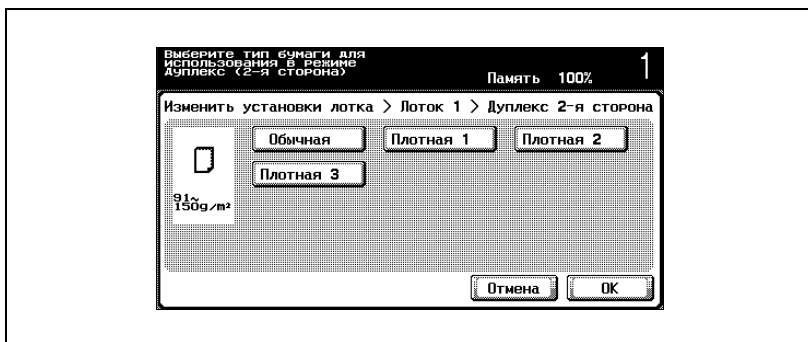 Выберите тип бумаги для
использования в режиме
Дуплекс (2-я сторона)
Память 100% 1
Изменить установки лотка > Лоток 1 > Дуплекс 2-я сторона
Обычная Плотная 1 Плотная 2
Плотная 3
91~
150g/m²
Отмена OK